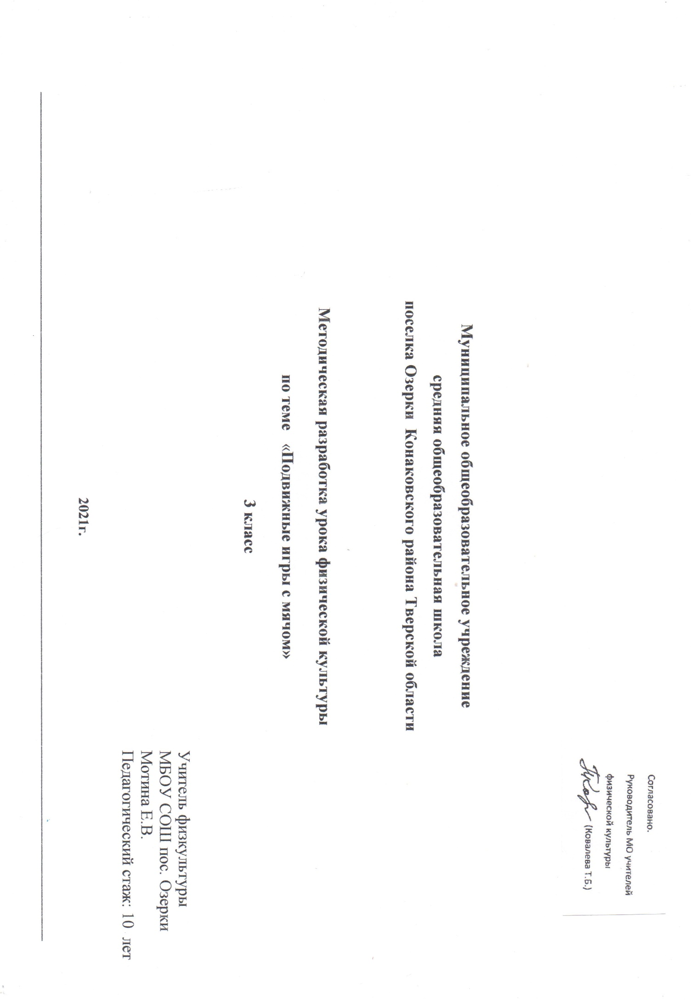 Согласовано.
Руководитель МО учителей
физической культуры
(Ковалева Т.Б.)
Муниципальное общеобразовательное учреждение
средняя общеобразовательная школа
поселка Озерки Конаковского района Тверской области
Методическая разработка урока физической культуры
по теме «Подвижные игры с мячом»
3 класс
Учитель физкультуры
МБОУ СОШ пос. Озерки
Мотина Е.В.
Педагогический стаж: 10 лет
2021г.